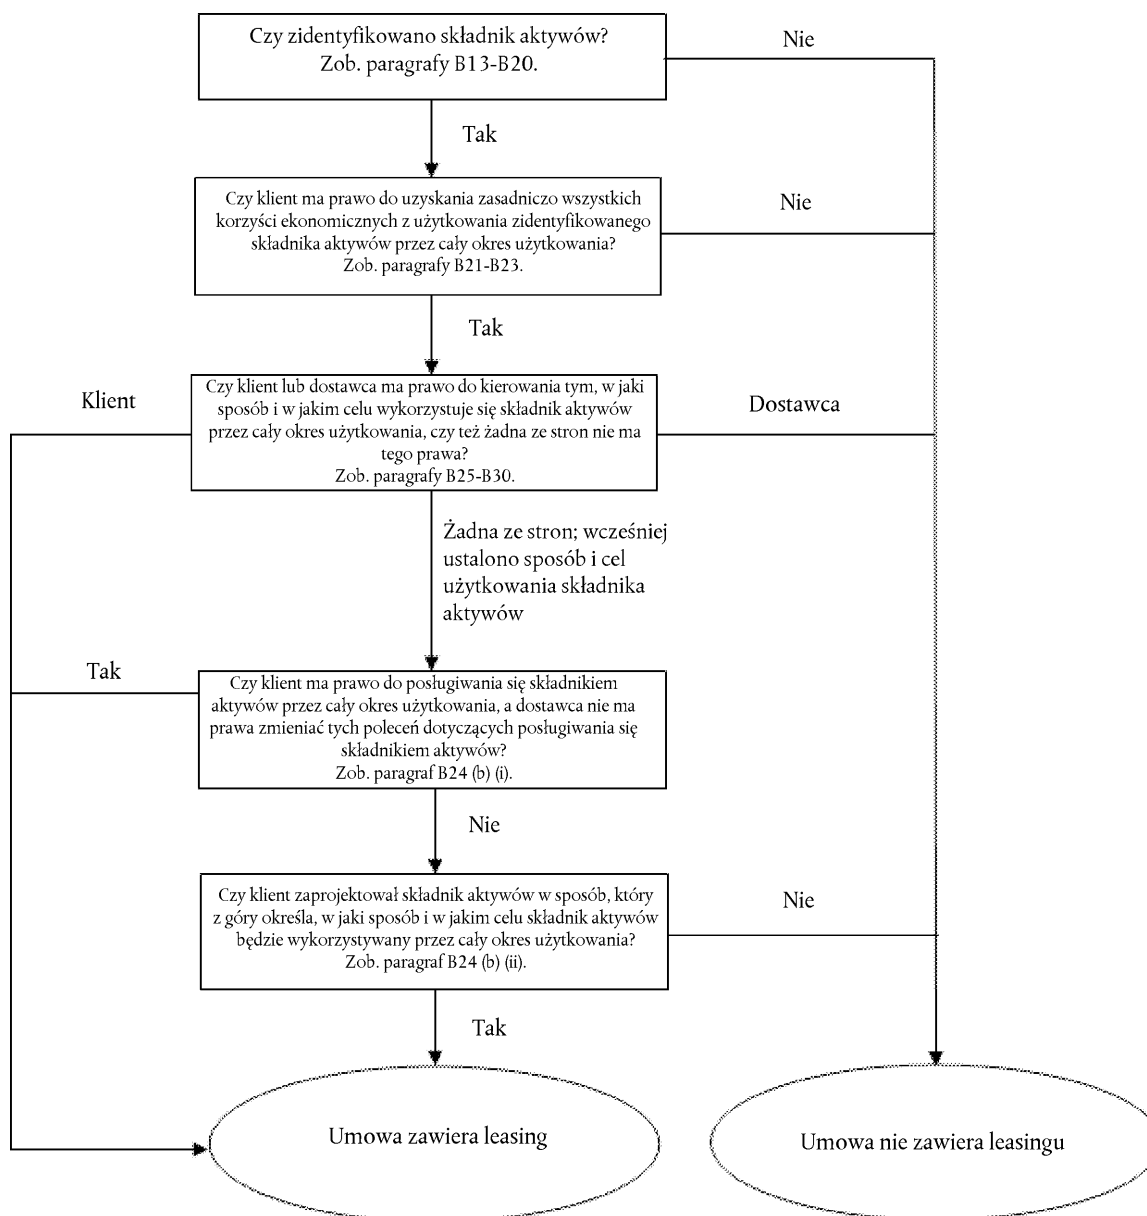 Czy zidentyfikowano składnik aktywów?
Zob. paragrafy B13-B20.
Nie
Tak
Czy klient ma prawo do uzyskania zasadniczo wszystkich
korzyści ekonomicznych z użytkowania zidentyfikowanego
składnika aktywów przez cały okres użytkowania?
Zob. paragrafy B21-B23.
Nie
Tak
Klient
Czy klient lub dostawca ma prawo do kierowania tym, w jaki
sposób i w jakim celu wykorzystuje się składnik aktywów
przez cały okres użytkowania, czy też żadna ze stron nie ma
tego prawa?
Zob. paragrafy B25-B30.
Dostawca
Żadna ze stron; wcześniej
ustalono sposób i cel
użytkowania składnika
aktywów
Tak
Czy klient ma prawo do posługiwania się składnikiem
aktywów przez cały okres użytkowania, a dostawca nie ma
prawa zmieniać tych poleceń dotyczących posługiwania się
składnikiem aktywów?
Zob. paragraf B24 (b) (i).
Nie
Czy klient zaprojektował składnik aktywów w sposób, który
z góry określa, w jaki sposób i w jakim celu składnik aktywów
będzie wykorzystywany przez cały okres użytkowania?
Zob. paragraf B24 (b) (ii).
Nie
Tak
Umowa zawiera leasing
Umowa nie zawiera leasingu